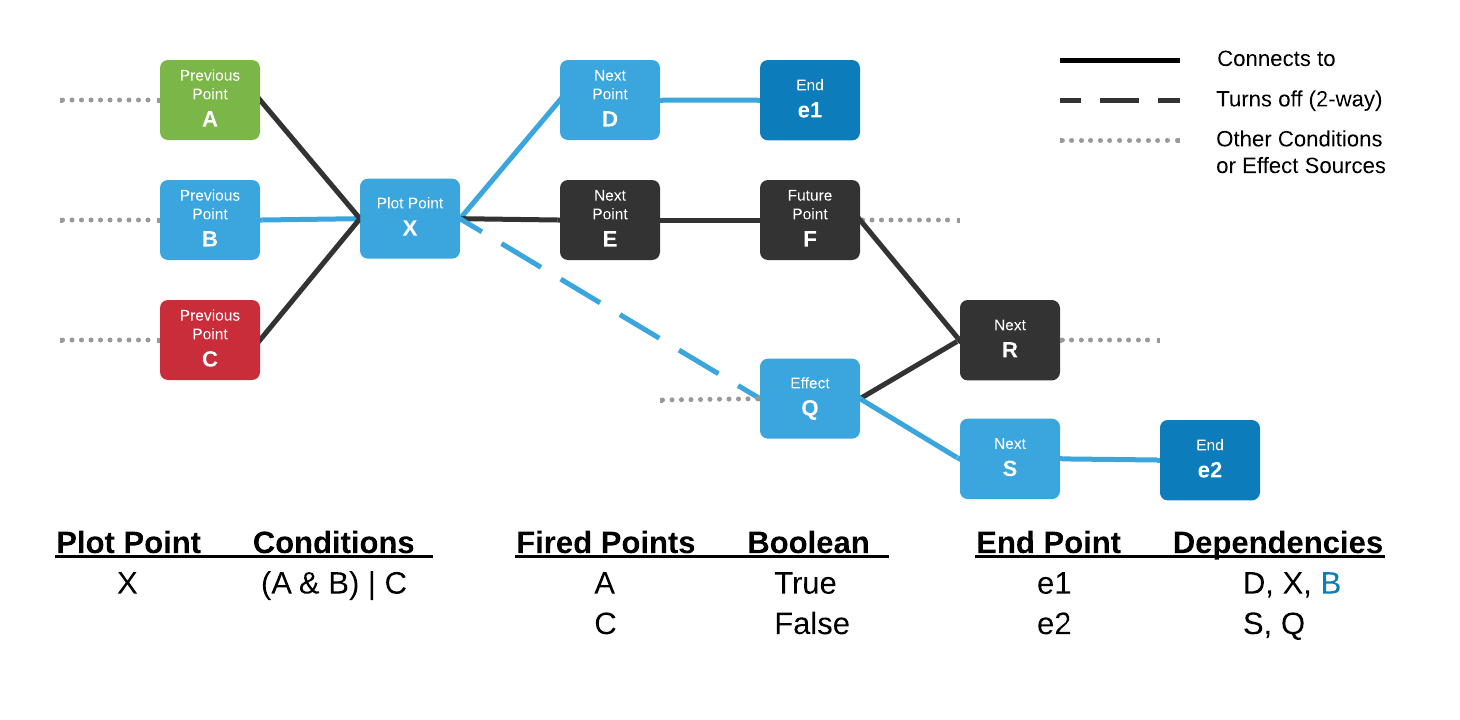 Previous
Point
A
Previous
Point
B
Previous
Point
C
Plot Point
X
Next
Point
D
End
e1
Next
Point
E
Future
Point
F
Effect
Q
Next
R
Next
S
End
e2
Connects to
Turns off (2-way)
Other Conditions
or Effect Sources
Plot Point Conditions
X (A & B) | C
Fired Points Boolean
A True
C False
End Point Dependencies
e1 D, X, B
e2 S, Q